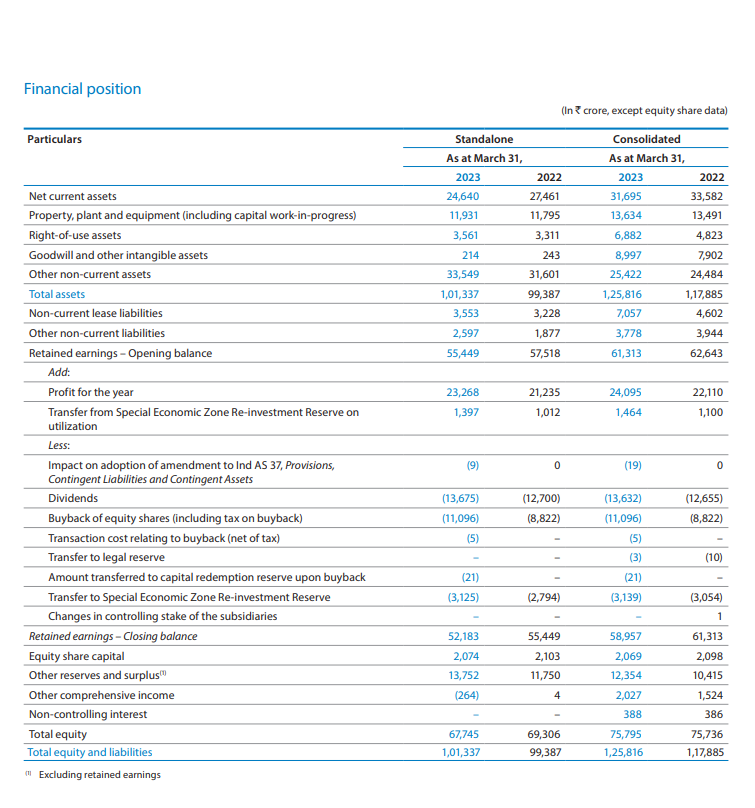 Financial position
(In ₹ crore, except equity share data)
Particulars Standalone Consolidated
As at March 31, As at March 31,
2023 2022 2023 2022
Net current assets 24,640 27,461 31,695 33,582
Property, plant and equipment (including capital work-in-progress) 11,931 11,795 13,634 13,491
Right-of-use assets 3,561 3,311 6,882 4,823
Goodwill and other intangible assets 214 243 8,997 7,902
Other non-current assets 33,549 31,601 25,422 24,484
Total assets 1,01,337 99,387 1,25,816 1,17,885
Non-current lease liabilities 3,553 3,228 7,057 4,602
Other non-current liabilities 2,597 1,877 3,778 3,944
Retained earnings – Opening balance 55,449 57,518 61,313 62,643
Add:
Profit for the year 23,268 21,235 24,095 22,110
Transfer from Special Economic Zone Re-investment Reserve on 1,397 1,012 1,464 1,100
utilization
Less:
Impact on adoption of amendment to Ind AS 37, Provisions, (9) 0 (19) 0
Contingent Liabilities and Contingent Assets
Dividends (13,675) (12,700) (13,632) (12,655)
Buyback of equity shares (including tax on buyback) (11,096) (8,822) (11,096) (8,822)
Transaction cost relating to buyback (net of tax) (5) – (5) –
Transfer to legal reserve – – (3) (10)
Amount transferred to capital redemption reserve upon buyback (21) – (21) –
Transfer to Special Economic Zone Re-investment Reserve (3,125) (2,794) (3,139) (3,054)
Changes in controlling stake of the subsidiaries – – – 1
Retained earnings – Closing balance 52,183 55,449 58,957 61,313
Equity share capital 2,074 2,103 2,069 2,098
Other reserves and surplus(1) 13,752 11,750 12,354 10,415
Other comprehensive income (264) 4 2,027 1,524
Non-controlling interest – – 388 386
Total equity 67,745 69,306 75,795 75,736
Total equity and liabilities 1,01,337 99,387 1,25,816 1,17,885
(1) Excluding retained earnings